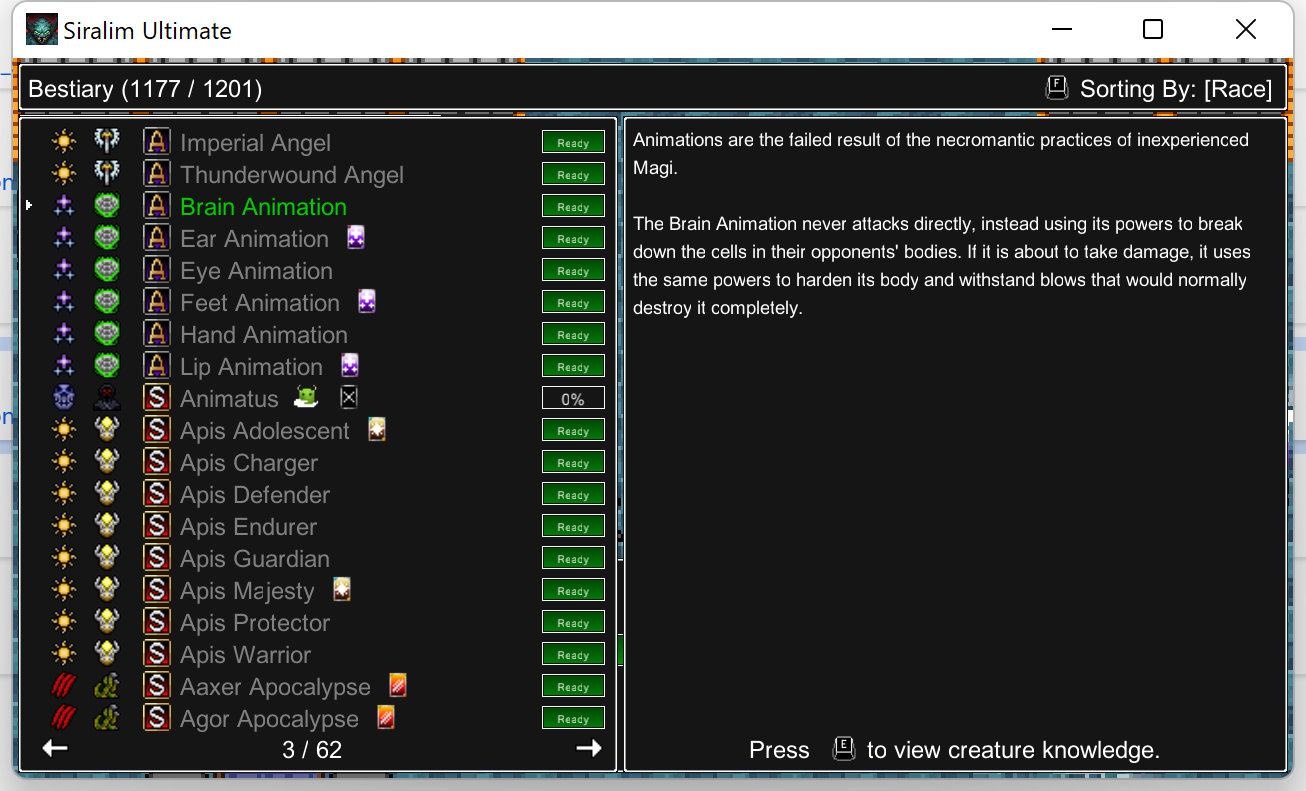 Siralim Ultimate
Bestiary (1177 / 1201)
F Sorting By: [Race]
A Imperial Angel Ready
A Thunderwound Angel Ready
A Brain Animation Ready
A Ear Animation Ready
A Eye Animation Ready
A Feet Animation Ready
A Hand Animation Ready
A Lip Animation Ready
S Animatus 0%
S Apis Adolescent Ready
S Apis Charger Ready
S Apis Defender Ready
S Apis Endurer Ready
S Apis Guardian Ready
S Apis Majesty Ready
S Apis Protector Ready
S Apis Warrior Ready
S Aaxer Apocalypse Ready
S Agor Apocalypse Ready
3 / 62
Animations are the failed result of the necromantic practices of inexperienced
Magi.
The Brain Animation never attacks directly, instead using its powers to break
down the cells in their opponents' bodies. If it is about to take damage, it uses
the same powers to harden its body and withstand blows that would normally
destroy it completely.
Press E to view creature knowledge.